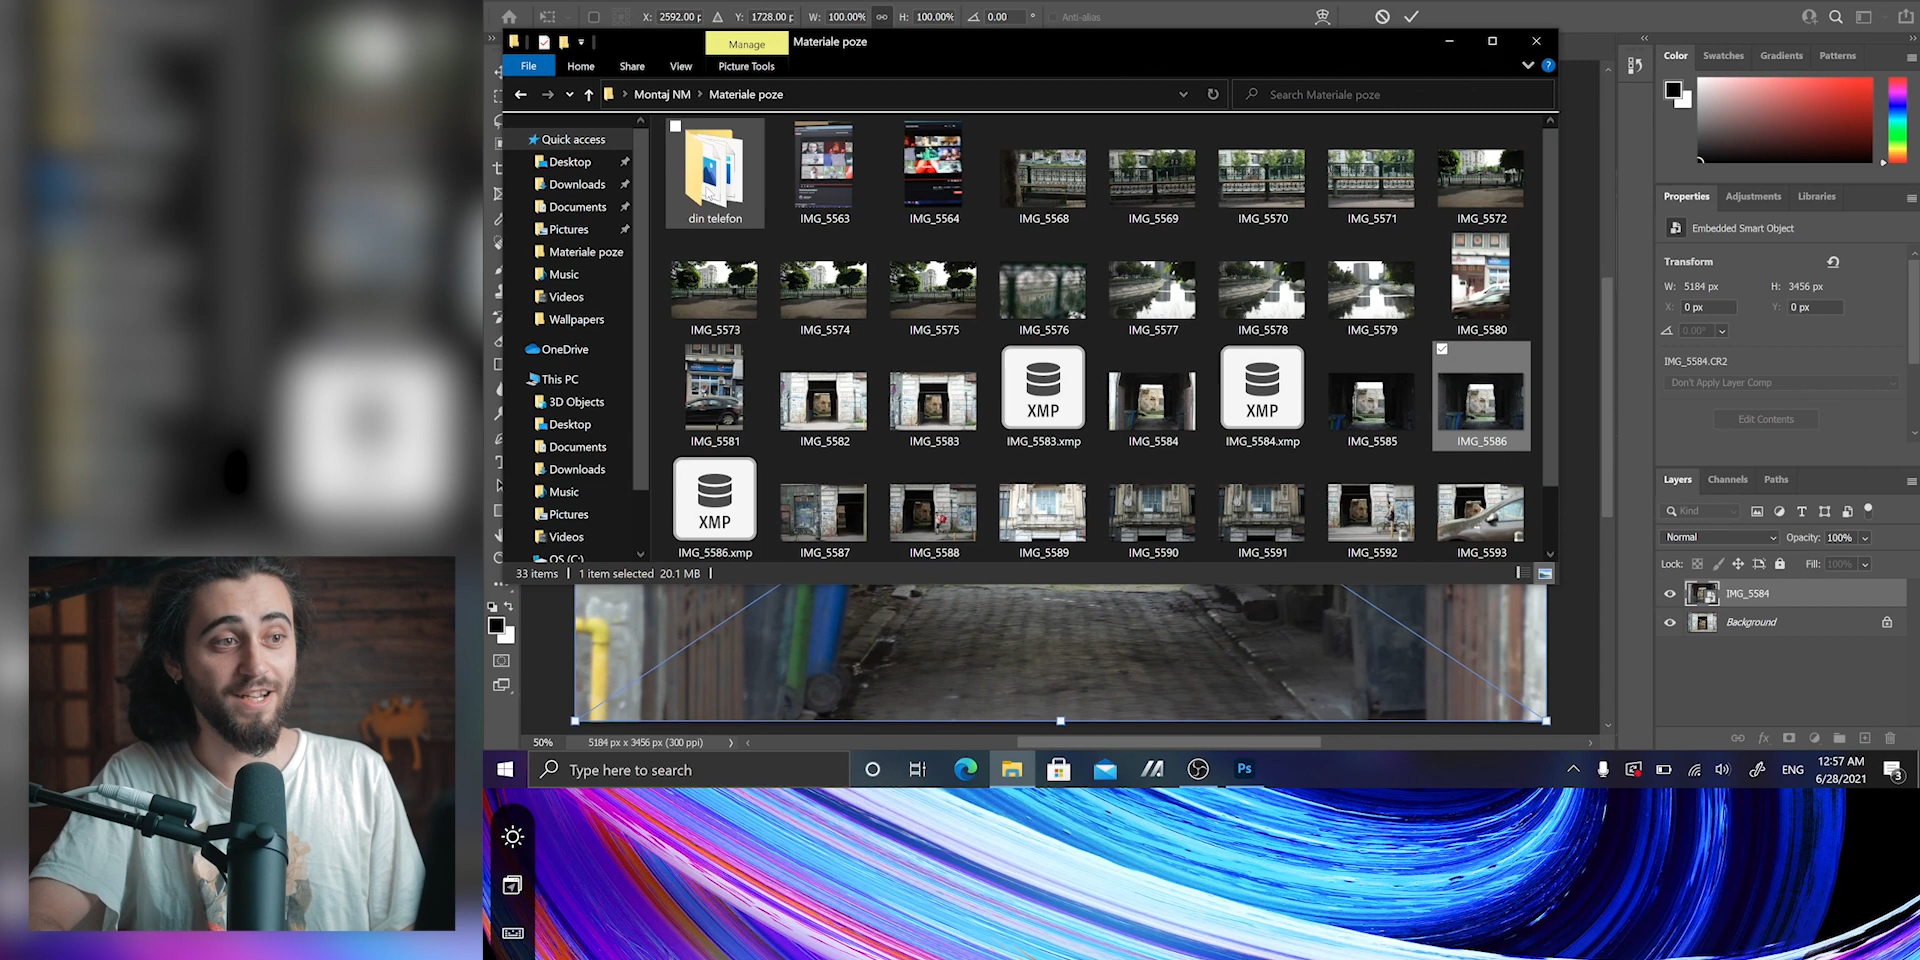 X: 2592.00 p
Y: 1728.00 p
W: 100.00%
H: 100.00%
0.00 °
Anti-alias
Manage
Materiale poze
File
Home
Share
View
Picture Tools
Montaj NM
Materiale poze
Search Materiale poze
Quick access
Desktop
Downloads
Documents
Pictures
Materiale poze
Music
Videos
Wallpapers
OneDrive
This PC
3D Objects
Desktop
Documents
Downloads
Music
Pictures
Videos
OS (C:)
din telefon
IMG_5563
IMG_5564
IMG_5568
IMG_5569
IMG_5570
IMG_5571
IMG_5572
IMG_5573
IMG_5574
IMG_5575
IMG_5576
IMG_5577
IMG_5578
IMG_5579
IMG_5580
XMP
XMP
IMG_5581
IMG_5582
IMG_5583
IMG_5583.xmp
IMG_5584
IMG_5584.xmp
IMG_5585
IMG_5586
XMP
IMG_5586.xmp
IMG_5587
IMG_5588
IMG_5589
IMG_5590
IMG_5591
IMG_5592
IMG_5593
33 items
1 item selected 20.1 MB
50%
5184 px x 3456 px (300 ppi)
Color
Swatches
Gradients
Patterns
Properties
Adjustments
Libraries
Embedded Smart Object
Transform
W: 5184 px
H: 3456 px
X: 0 px
Y: 0 px
0.00°
IMG_5584.CR2
Don't Apply Layer Comp
Edit Contents
Layers
Channels
Paths
Kind
Normal
Opacity: 100%
Lock:
Fill: 100%
IMG_5584
Background
fx
Type here to search
Ps
ENG
12:57 AM
6/28/2021
3